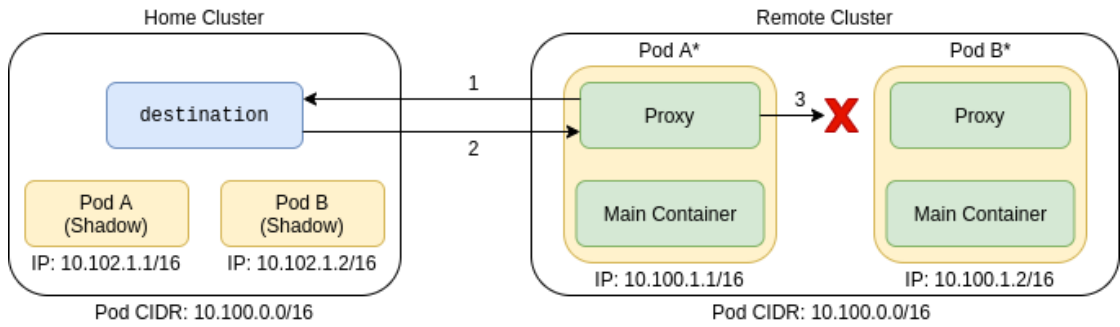 Home Cluster
destination
Pod A
(Shadow)
IP: 10.102.1.1/16
Pod B
(Shadow)
IP: 10.102.1.2/16
Pod CIDR: 10.100.0.0/16
1
2
Remote Cluster
Pod A*
Proxy
Main Container
IP: 10.100.1.1/16
3
X
Pod B*
Proxy
Main Container
IP: 10.100.1.2/16
Pod CIDR: 10.100.0.0/16